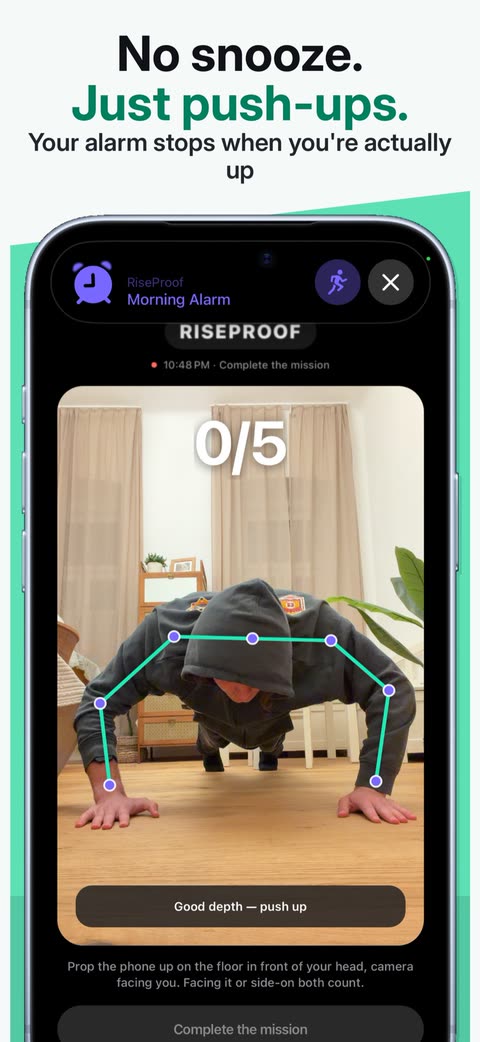 No snooze.
Just push-ups.
Your alarm stops when you're actually
up
RiseProof
Morning Alarm
RISEPROOF
10:48 PM · Complete the mission
0/5
Good depth — push up
Prop the phone up on the floor in front of your head, camera
facing you. Facing it or side-on both count.
Complete the mission